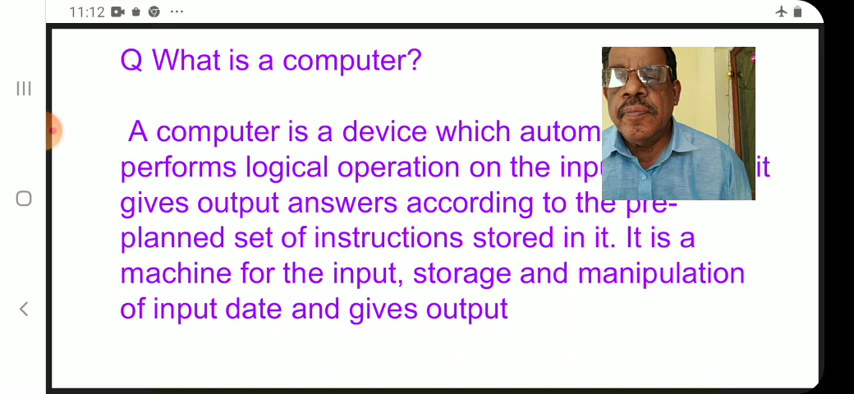 11:12
Q What is a computer?
A computer is a device which autom
performs logical operation on the inp it
gives output answers according to the pre-
planned set of instructions stored in it. It is a
machine for the input, storage and manipulation
of input date and gives output